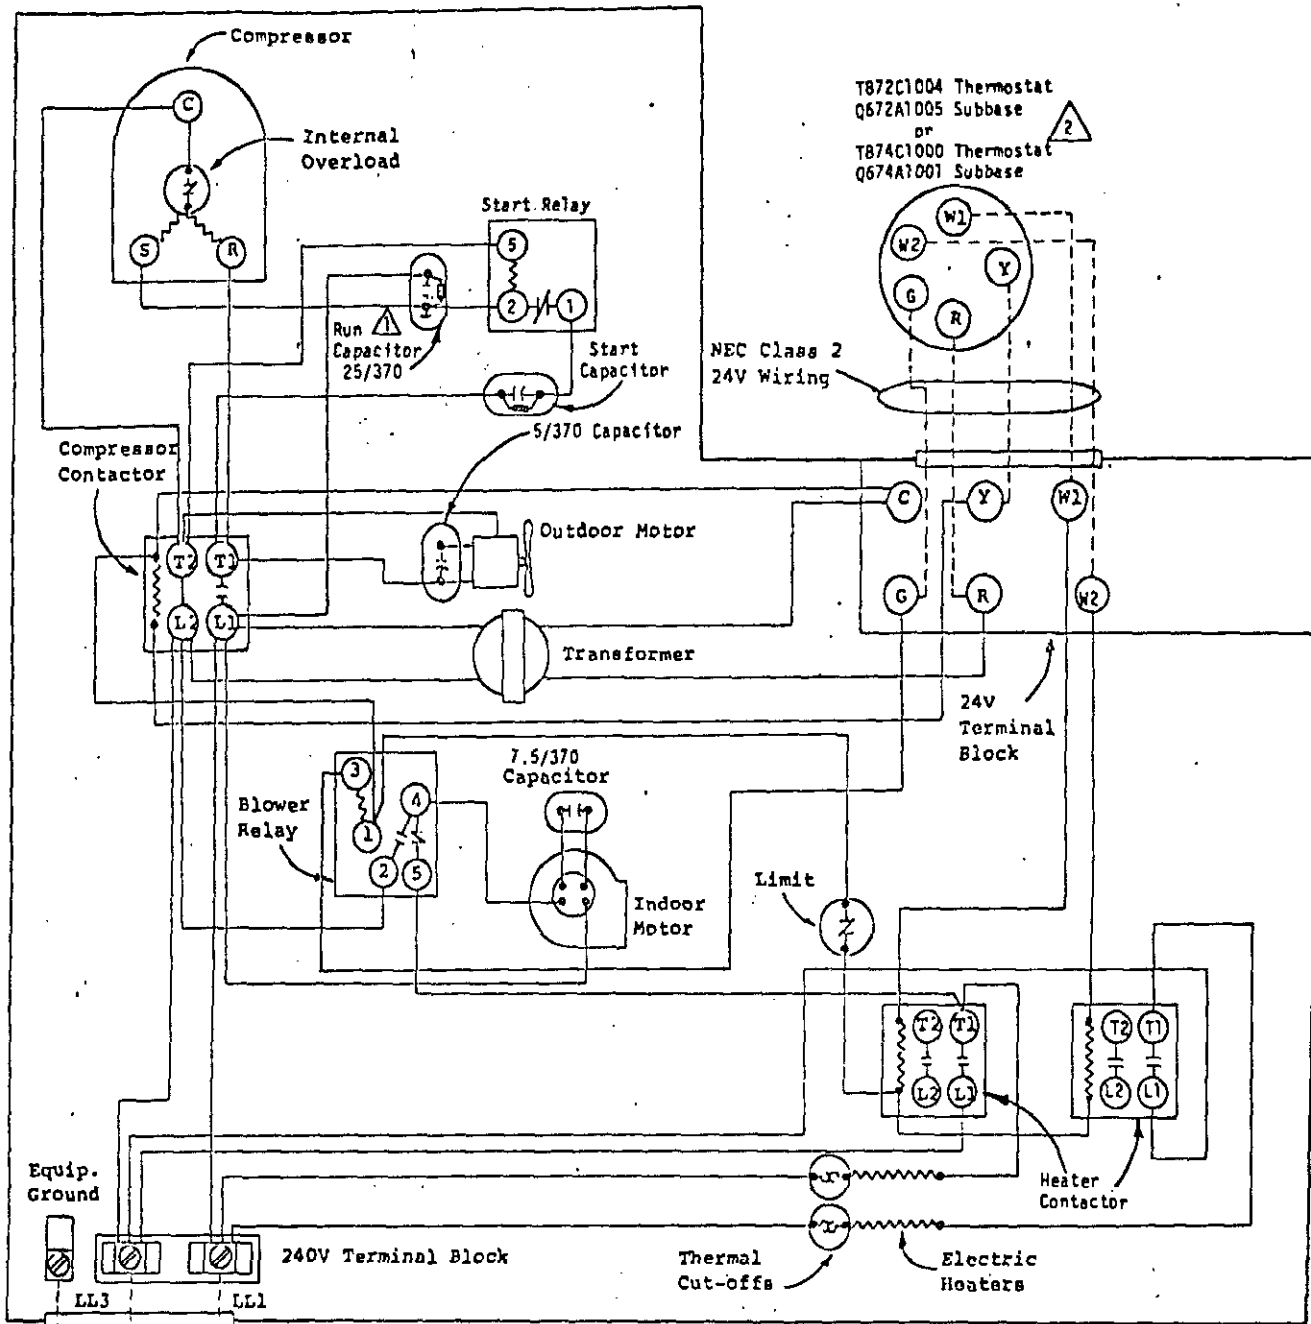 Compressor
T872C1004 Thermostat
Q672A1005 Subbase
or
T874C1000 Thermostat
Q674A1001 Subbase
2
C
Internal
Overload
S
R
Start Relay
5
2
1
Run 1
Capacitor
25/370
Start
Capacitor
5/370 Capacitor
W1
W2
Y
G
R
NEC Class 2
24V Wiring
Compressor
Contactor
T2
T1
L2
L1
Outdoor Motor
Transformer
C
Y
W1
G
R
W2
24V
Terminal
Block
7.5/370
Capacitor
Blower
Relay
3
4
1
2
5
Indoor
Motor
Limit
T2
T1
L2
L1
T2
T1
L2
L1
Heater
Contactor
Equip.
Ground
240V Terminal Block
Thermal
Cut-offs
Electric
Heaters
LL3
LL1